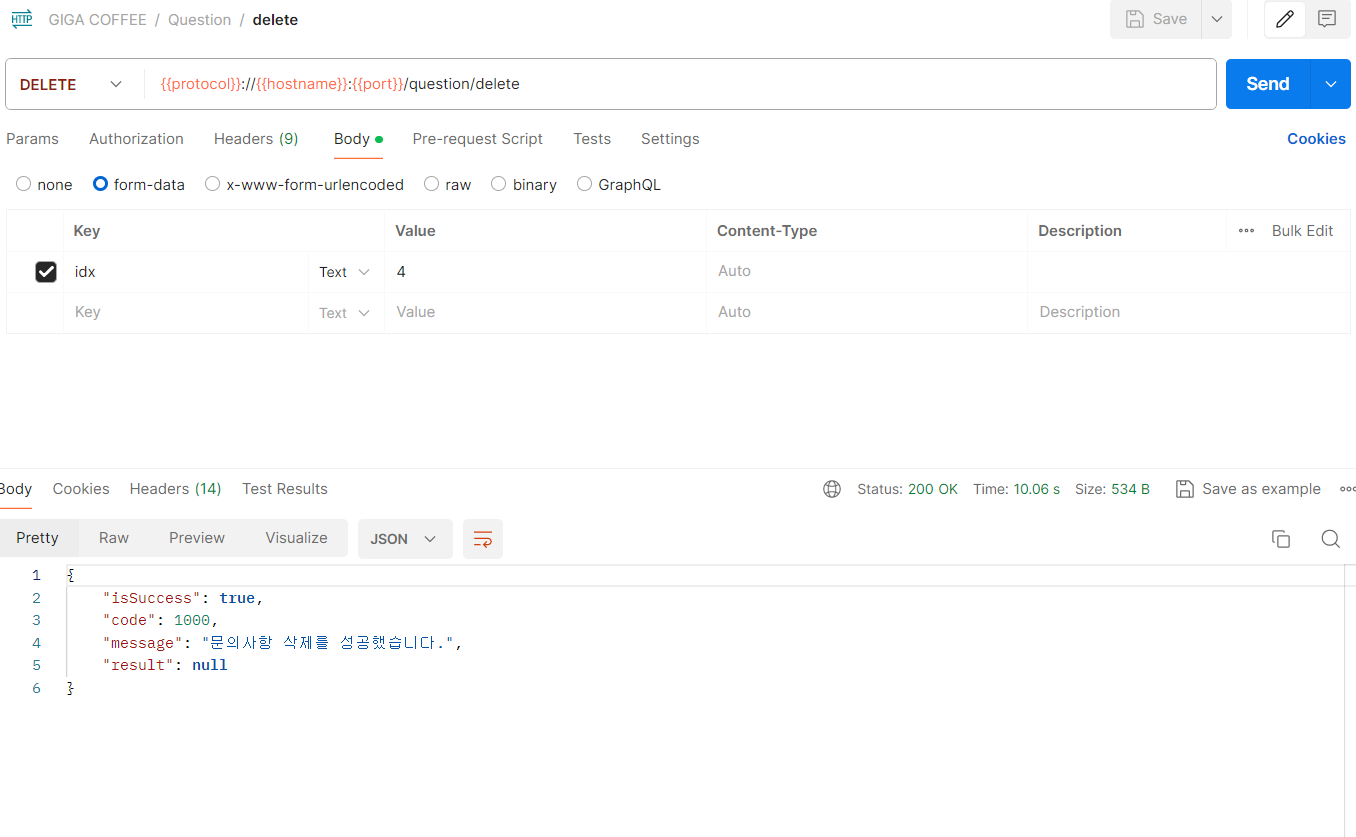 HTTP GIGA COFFEE / Question / delete Save
DELETE {{protocol}}://{{hostname}}:{{port}}/question/delete Send
Params Authorization Headers (9) Body Pre-request Script Tests Settings Cookies
none form-data x-www-form-urlencoded raw binary GraphQL
Key Value Content-Type Description Bulk Edit
idx Text 4 Auto
Key Text Value Auto Description
Body Cookies Headers (14) Test Results Status: 200 OK Time: 10.06 s Size: 534 B Save as example
Pretty Raw Preview Visualize JSON
1 {
2 "isSuccess": true,
3 "code": 1000,
4 "message": "문의사항 삭제를 성공했습니다.",
5 "result": null
6 }